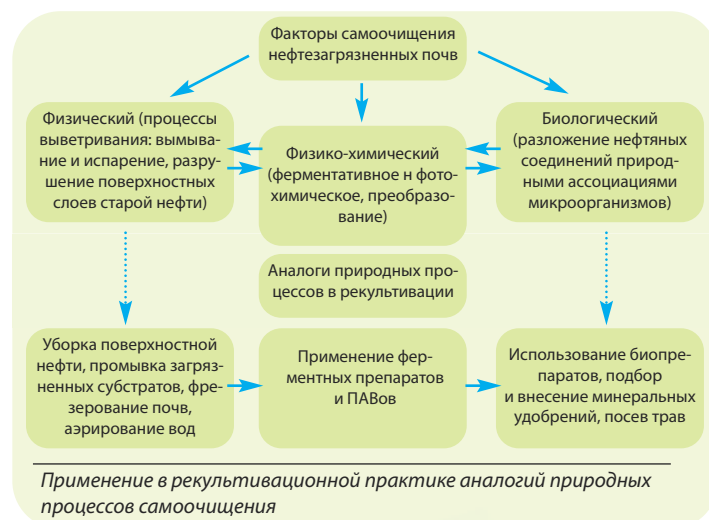 Факторы самоочищения
нефтезагрязненных почв
Физический (процессы
выветривания: вымыва-
ние и испарение, разру-
шение поверхностных
слоев старой нефти)
Физико-химический
(ферментативное н фото-
химическое, преобразо-
вание)
Биологический
(разложение нефтяных
соединений природ-
ными ассоциациями
микроорганизмов)
Аналоги природных про-
цессов в рекультивации
Уборка поверхностной
нефти, промывка загряз-
ненных субстратов, фре-
зерование почв,
аэрирование вод
Применение фер-
ментных препаратов
и ПАВов
Использование биопре-
паратов, подбор
и внесение минеральных
удобрений, посев трав
Применение в рекультивационной практике аналогий природных
процессов самоочищения